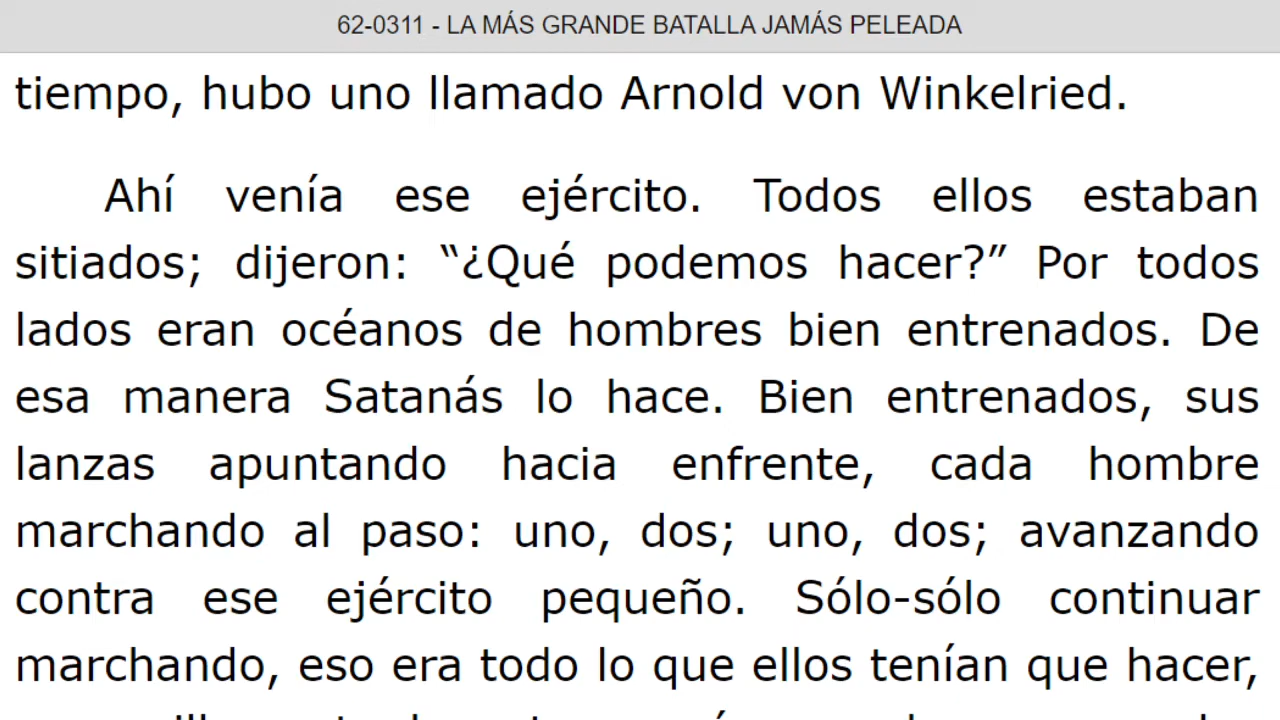 62-0311 - LA MÁS GRANDE BATALLA JAMÁS PELEADA
tiempo, hubo uno llamado Arnold von Winkelried.
Ahí venía ese ejército. Todos ellos estaban
sitiados; dijeron: “¿Qué podemos hacer?” Por todos
lados eran océanos de hombres bien entrenados. De
esa manera Satanás lo hace. Bien entrenados, sus
lanzas apuntando hacia enfrente, cada hombre
marchando al paso: uno, dos; uno, dos; avanzando
contra ese ejército pequeño. Sólo-sólo continuar
marchando, eso era todo lo que ellos tenían que hacer,